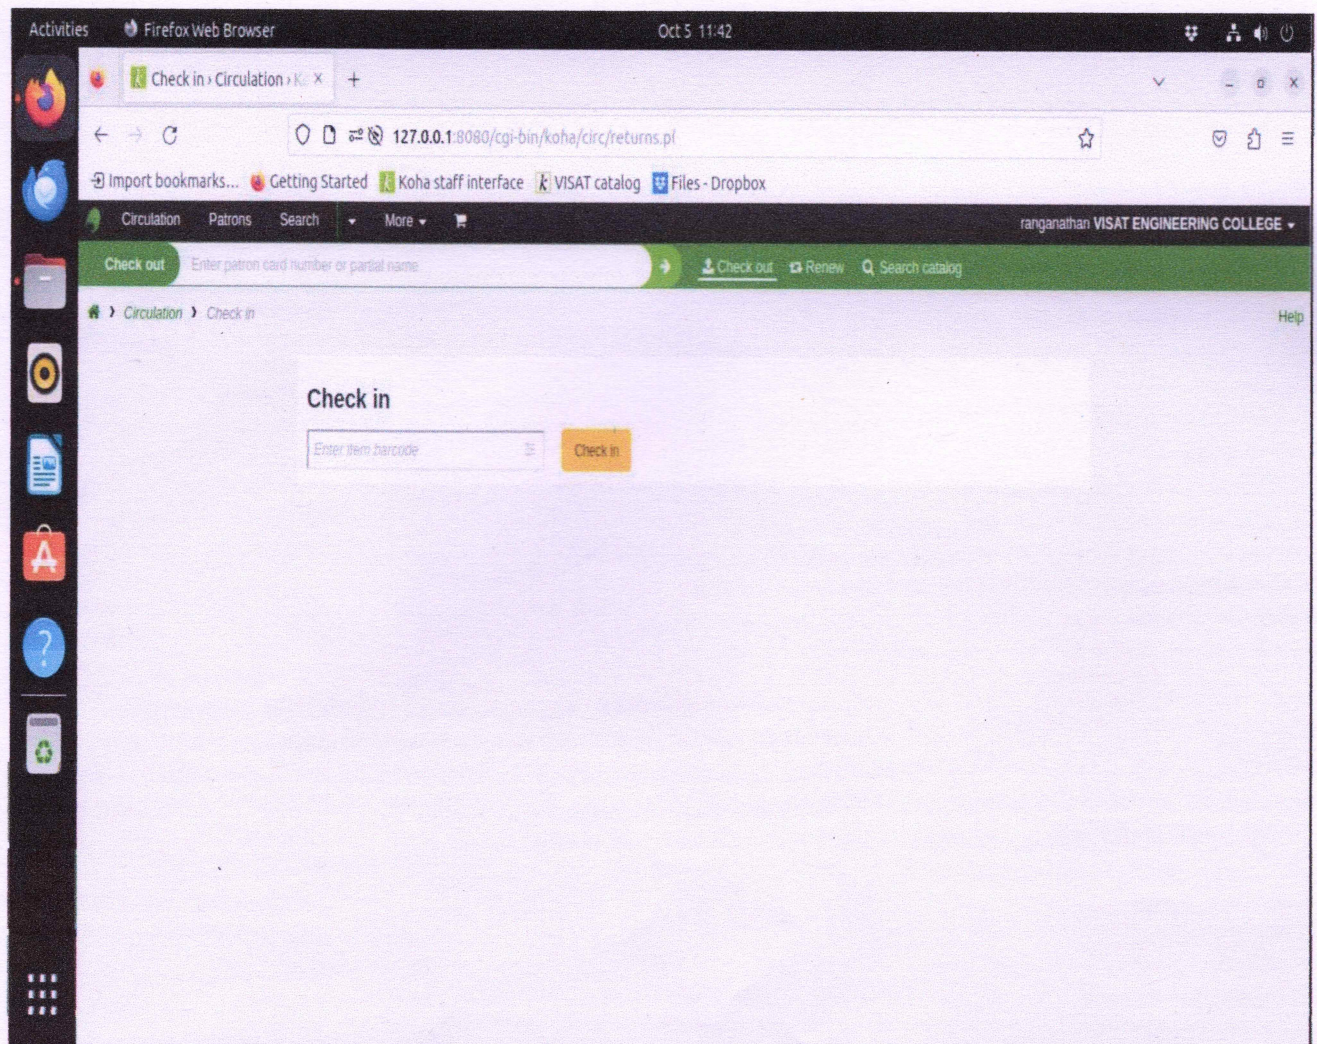 Activities Firefox Web Browser Oct 5 11:42
Check in › Circulation › K
127.0.0.1:8080/cgi-bin/koha/circ/returns.pl
Import bookmarks... Getting Started Koha staff interface VISAT catalog Files - Dropbox
Circulation Patrons Search More ranganathan VISAT ENGINEERING COLLEGE
Check out Enter patron card number or partial name Check out Renew Search catalog
Circulation Check in Help
Check in
Enter item barcode Check in